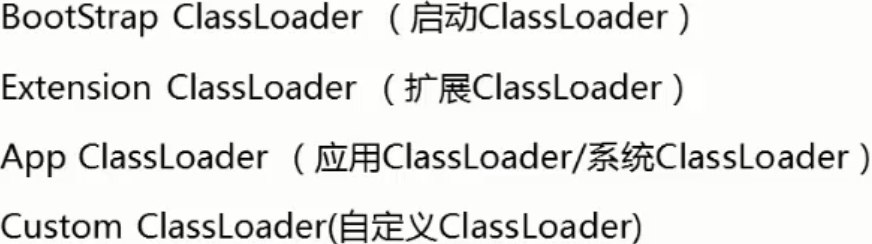 BootStrap ClassLoader （启动ClassLoader）
Extension ClassLoader （扩展ClassLoader）
App ClassLoader （应用ClassLoader/系统ClassLoader）
Custom ClassLoader(自定义ClassLoader)